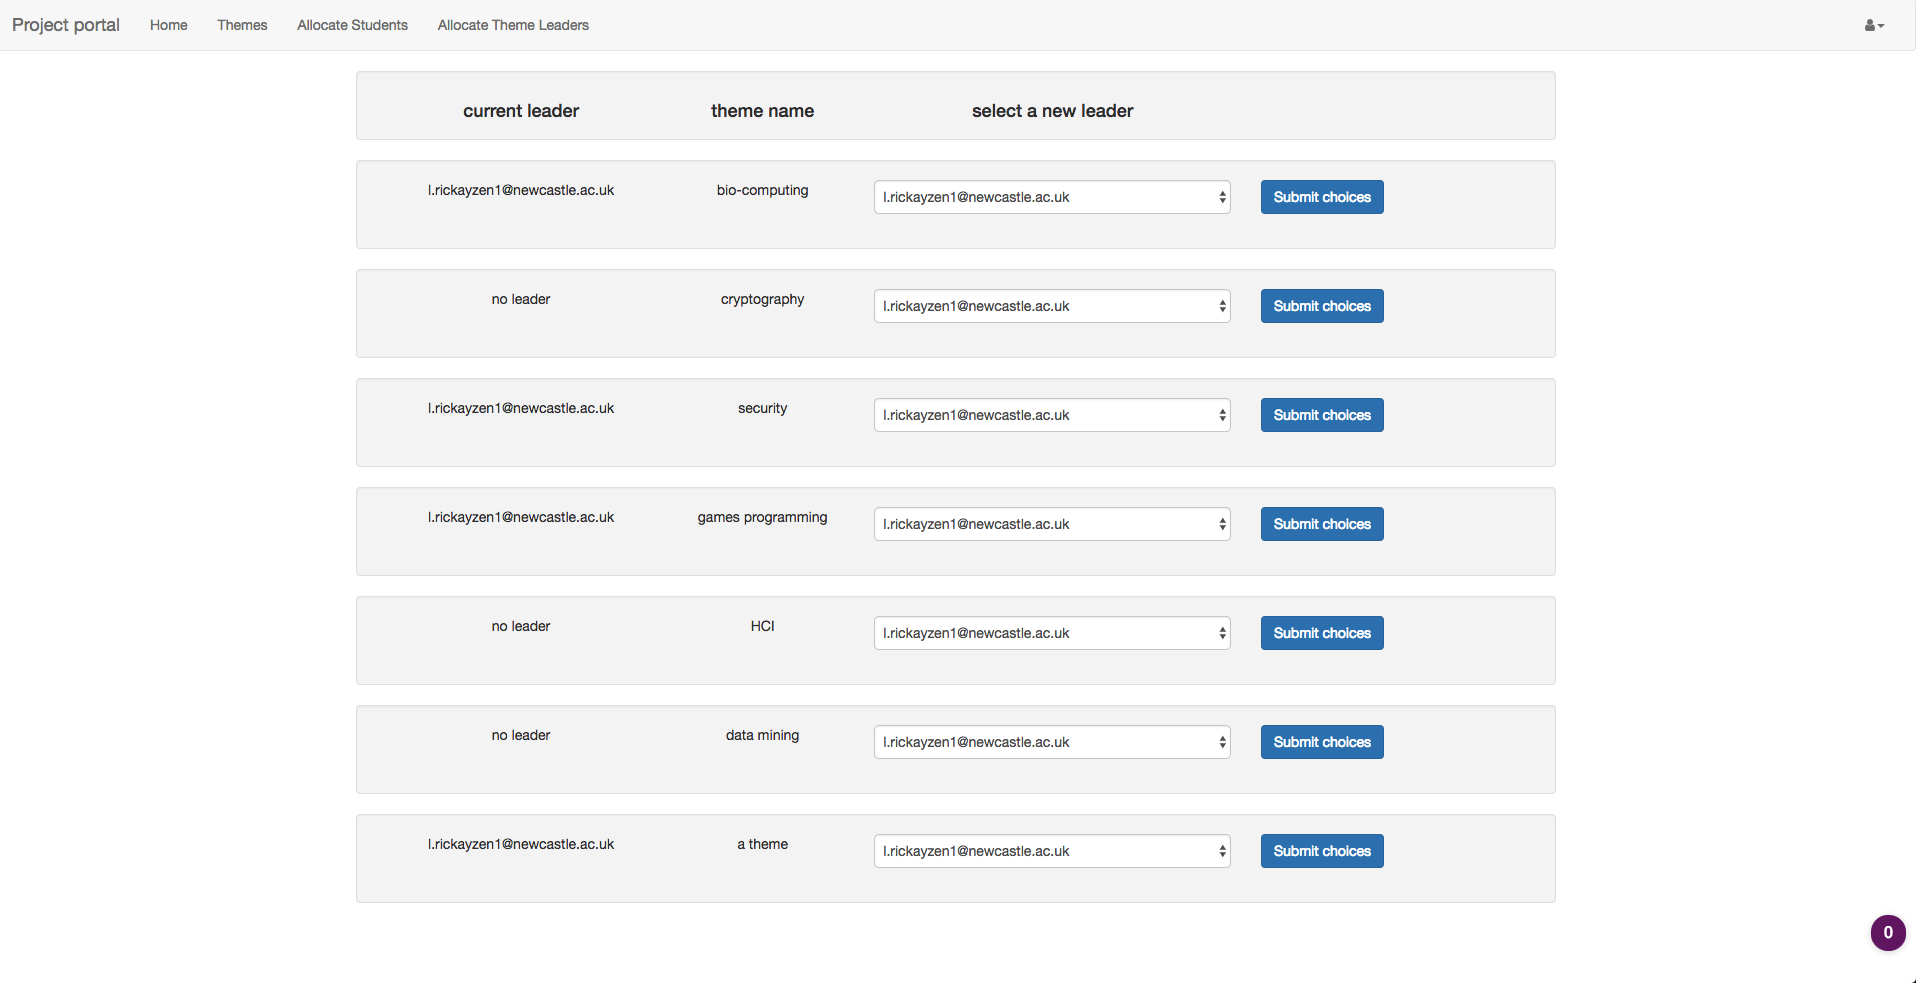 Project portal Home Themes Allocate Students Allocate Theme Leaders
current leader theme name select a new leader
l.rickayzen1@newcastle.ac.uk bio-computing l.rickayzen1@newcastle.ac.uk Submit choices
no leader cryptography l.rickayzen1@newcastle.ac.uk Submit choices
l.rickayzen1@newcastle.ac.uk security l.rickayzen1@newcastle.ac.uk Submit choices
l.rickayzen1@newcastle.ac.uk games programming l.rickayzen1@newcastle.ac.uk Submit choices
no leader HCI l.rickayzen1@newcastle.ac.uk Submit choices
no leader data mining l.rickayzen1@newcastle.ac.uk Submit choices
l.rickayzen1@newcastle.ac.uk a theme l.rickayzen1@newcastle.ac.uk Submit choices
0